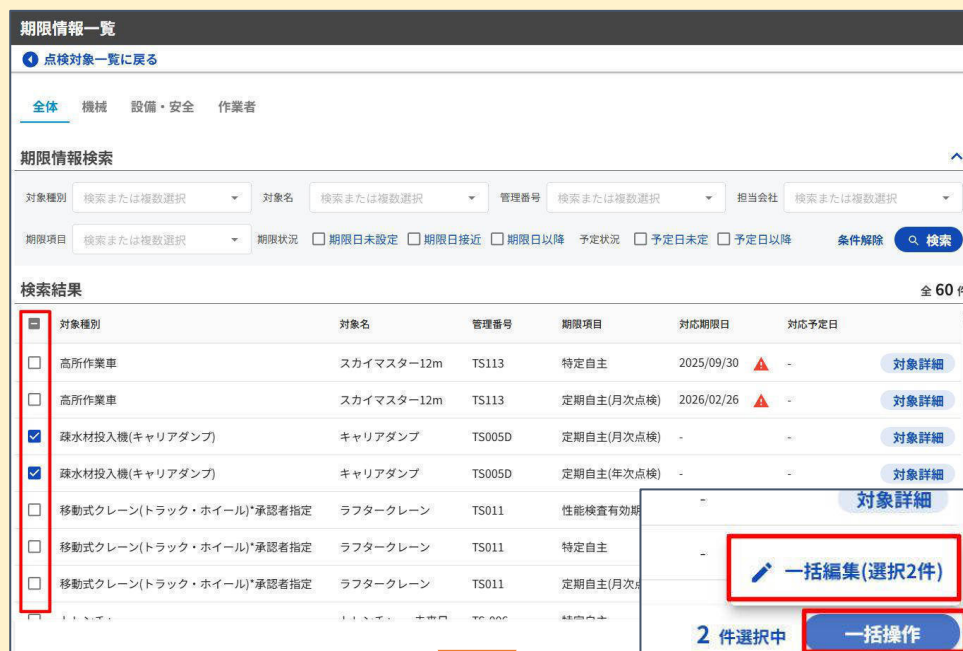 期限情報一覧
点検対象一覧に戻る
全体 機械 設備・安全 作業者
期限情報検索
対象種別 検索または複数選択 対象名 検索または複数選択 管理番号 検索または複数選択 担当会社 検索または複数選択
期限項目 検索または複数選択 期限状況 期限日未設定 期限日接近 期限日以降 予定状況 予定日未定 予定日以降 条件解除 検索
検索結果 全 60 件
対象種別 対象名 管理番号 期限項目 対応期限日 対応予定日
高所作業車 スカイマスター12m TS113 特定自主 2025/09/30 - 対象詳細
高所作業車 スカイマスター12m TS113 定期自主(月次点検) 2026/02/26 - 対象詳細
疎水材投入機(キャリアダンプ) キャリアダンプ TS005D 定期自主(月次点検) - - 対象詳細
疎水材投入機(キャリアダンプ) キャリアダンプ TS005D 定期自主(年次点検) - - 対象詳細
移動式クレーン(トラック・ホイール)*承認者指定 ラフタークレーン TS011 性能検査有効期
移動式クレーン(トラック・ホイール)*承認者指定 ラフタークレーン TS011 特定自主
移動式クレーン(トラック・ホイール)*承認者指定 ラフタークレーン TS011 定期自主(月次
- 対象詳細
-
一括編集(選択2件)
2 件選択中 一括操作